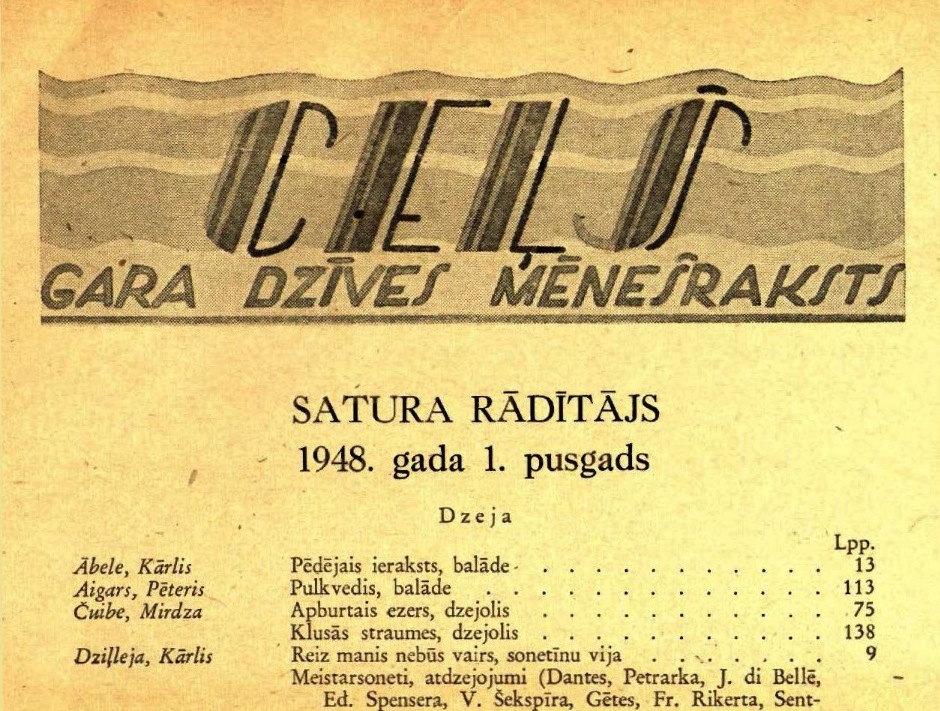 CEĻŠ
GARA DZĪVES MĒNEŠRAKSTS
SATURA RĀDĪTĀJS
1948. gada 1. pusgads
Dzeja
Lpp.
Ābele, Kārlis Pēdējais ieraksts, balāde . . . . . . . . . . . . 13
Aigars, Pēteris Pulkvedis, balāde . . . . . . . . . . . . . . 113
Čuibe, Mirdza Apburtais ezers, dzejolis . . . . . . . . . . . . 75
Klusās straumes, dzejolis . . . . . . . . . . . 138
Dziļleja, Kārlis Reiz manis nebūs vairs, sonetīnu vija . . . . . . . . 9
Meistarsoneti, atdzejojumi (Dantes, Petrarka, J. di Bellē,
Ed. Spensera, V. Šekspīra, Gētes, Fr. Rikerta, Sent-